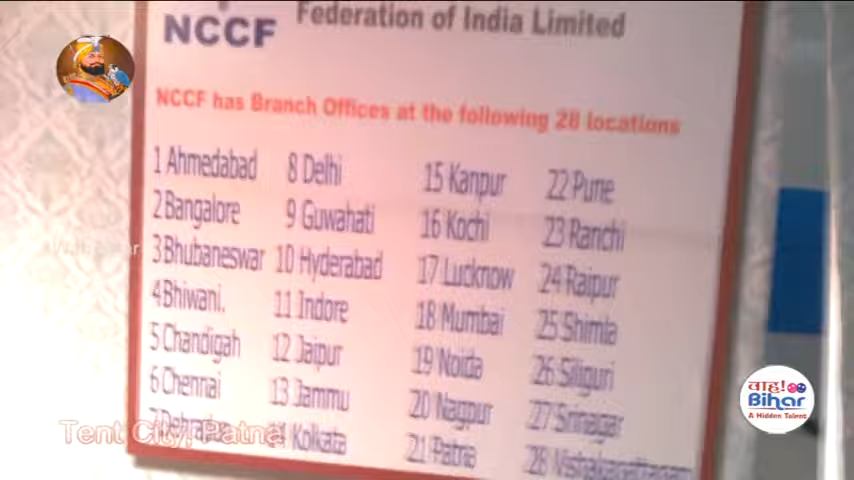 NCCF
Federation of India Limited
NCCF has Branch Offices at the following 28 locations
1 Ahmedabad
2 Bangalore
3 Bhubaneswar
4 Bhiwani.
5 Chandigah
6 Chennai
8 Delhi
9 Guwahati
10 Hyderabad
11 Indore
12 Jaipur
13 Jammu
14 Kolkata
15 Kanpur
16 Kochi
17 Lucknow
18 Mumbai
19 Noida
20 Nagpur
21 Patna
22 Pune
23 Ranchi
24 Raipur
25 Shimla
26 Siliguri
27 Srinagar
28
Tent City, Patna
वाह!
Bihar
A Hidden Talent